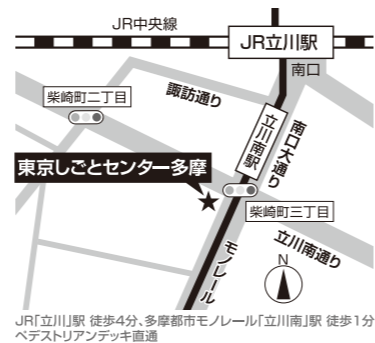 JR中央線
JR立川駅
南口
柴崎町二丁目
諏訪通り
立川南駅
南口大通り
東京しごとセンター多摩
★
柴崎町三丁目
立川南通り
モノレール
N
JR「立川」駅 徒歩4分、多摩都市モノレール「立川南」駅 徒歩1分
ペデストリアンデッキ直通